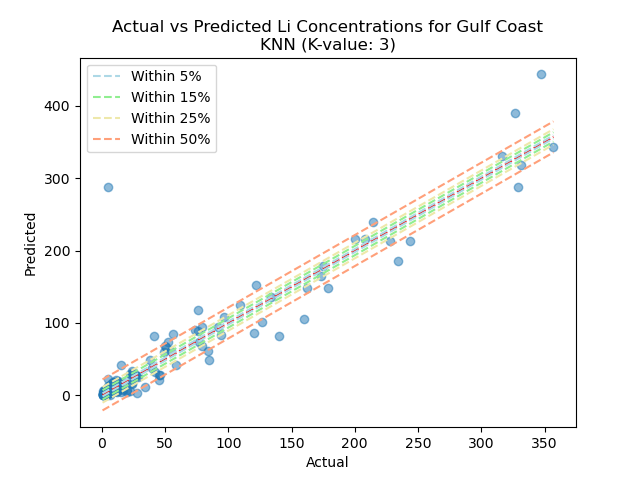 Actual vs Predicted Li Concentrations for Gulf Coast
KNN (K-value: 3)
Within 5%
Within 15%
Within 25%
Within 50%
400
300
200
100
0
Predicted
0 50 100 150 200 250 300 350
Actual